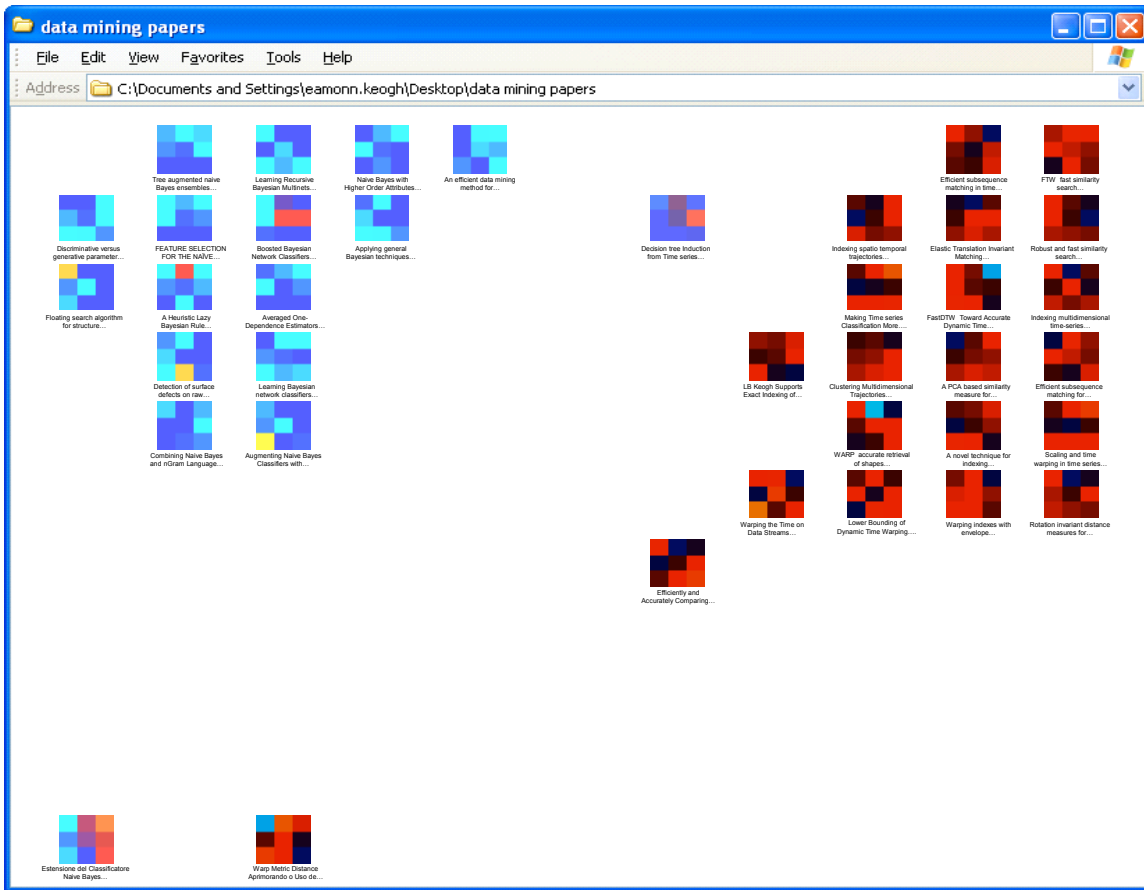 data mining papers
File Edit View Favorites Tools Help
Address C:\Documents and Settings\eamonn.keogh\Desktop\data mining papers
Tree augmented naive
Bayes ensembles...
Learning Recursive
Bayesian Multinets...
Naive Bayes with
Higher Order Attributes...
An efficient data mining
method for...
Efficient subsequence
matching in time...
FTW fast similarity
search...
Discriminative versus
generative parameter...
FEATURE SELECTION
FOR THE NAÏVE...
Boosted Bayesian
Network Classifiers...
Applying general
Bayesian techniques...
Decision tree Induction
from Time series...
Indexing spatio temporal
trajectories...
Elastic Translation Invariant
Matching...
Robust and fast similarity
search...
Floating search algorithm
for structure...
A Heuristic Lazy
Bayesian Rule...
Averaged One-
Dependence Estimators...
Making Time series
Classification More....
FastDTW Toward Accurate
Dynamic Time...
Indexing multidimensional
time-series...
Detection of surface
defects on raw...
Learning Bayesian
network classifiers...
LB Keogh Supports
Exact Indexing of...
Clustering Multidimensional
Trajectories...
A PCA based similarity
measure for...
Efficient subsequence
matching for...
Combining Naive Bayes
and nGram Language...
Augmenting Naive Bayes
Classifiers with...
WARP accurate retrieval
of shapes...
A novel technique for
indexing...
Scaling and time
warping in time series...
Warping the Time on
Data Streams...
Lower Bounding of
Dynamic Time Warping....
Warping indexes with
envelope...
Rotation invariant distance
measures for...
Efficiently and
Accurately Comparing...
Estensione del Classificatore
Naive Bayes...
Warp Metric Distance
Aprimorando o Uso de...